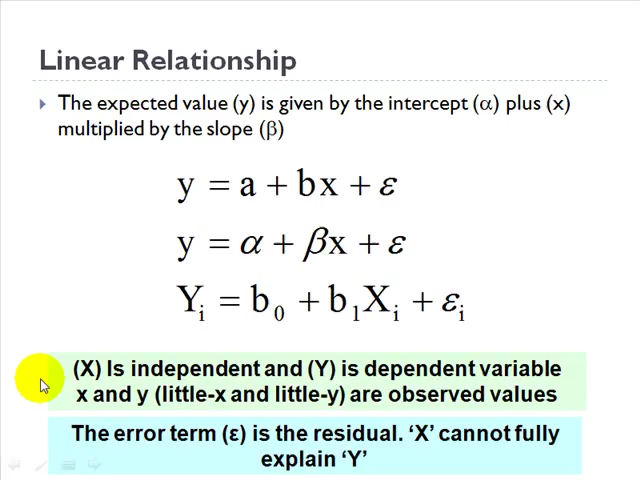 Linear Relationship
The expected value (y) is given by the intercept (α) plus (x)
multiplied by the slope (β)
y = a + bx + ε
y = α + βx + ε
Yᵢ = b₀ + b₁Xᵢ + εᵢ
(X) Is independent and (Y) is dependent variable
x and y (little-x and little-y) are observed values
The error term (ε) is the residual. ‘X’ cannot fully
explain ‘Y’